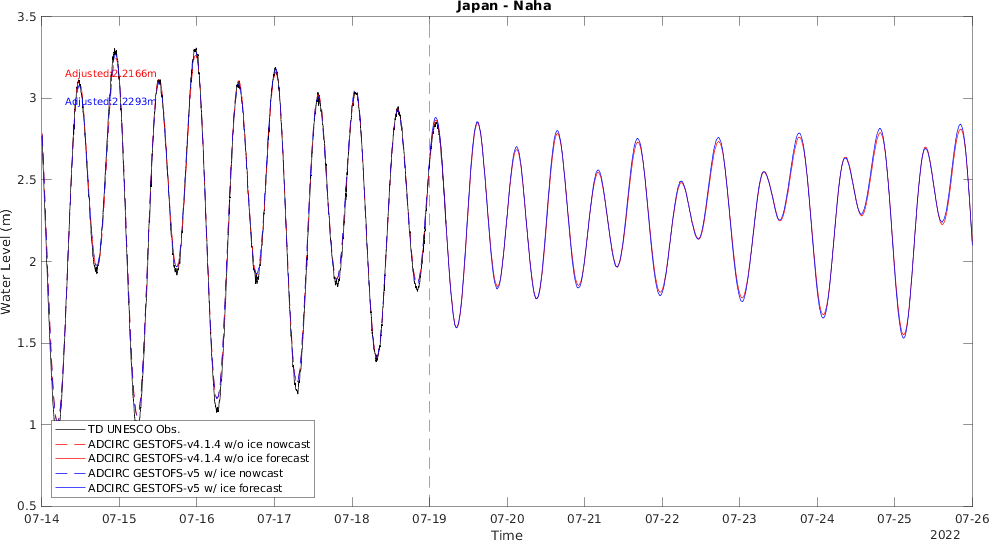 Japan - Naha
Water Level (m)
3.5
3
2.5
2
1.5
1
0.5
Adjusted:2.2166m
Adjusted:2.2293m
TD UNESCO Obs.
ADCIRC GESTOFS-v4.1.4 w/o ice nowcast
ADCIRC GESTOFS-v4.1.4 w/o ice forecast
ADCIRC GESTOFS-v5 w/ ice nowcast
ADCIRC GESTOFS-v5 w/ ice forecast
07-14 07-15 07-16 07-17 07-18 07-19 07-20 07-21 07-22 07-23 07-24 07-25 07-26
Time
2022